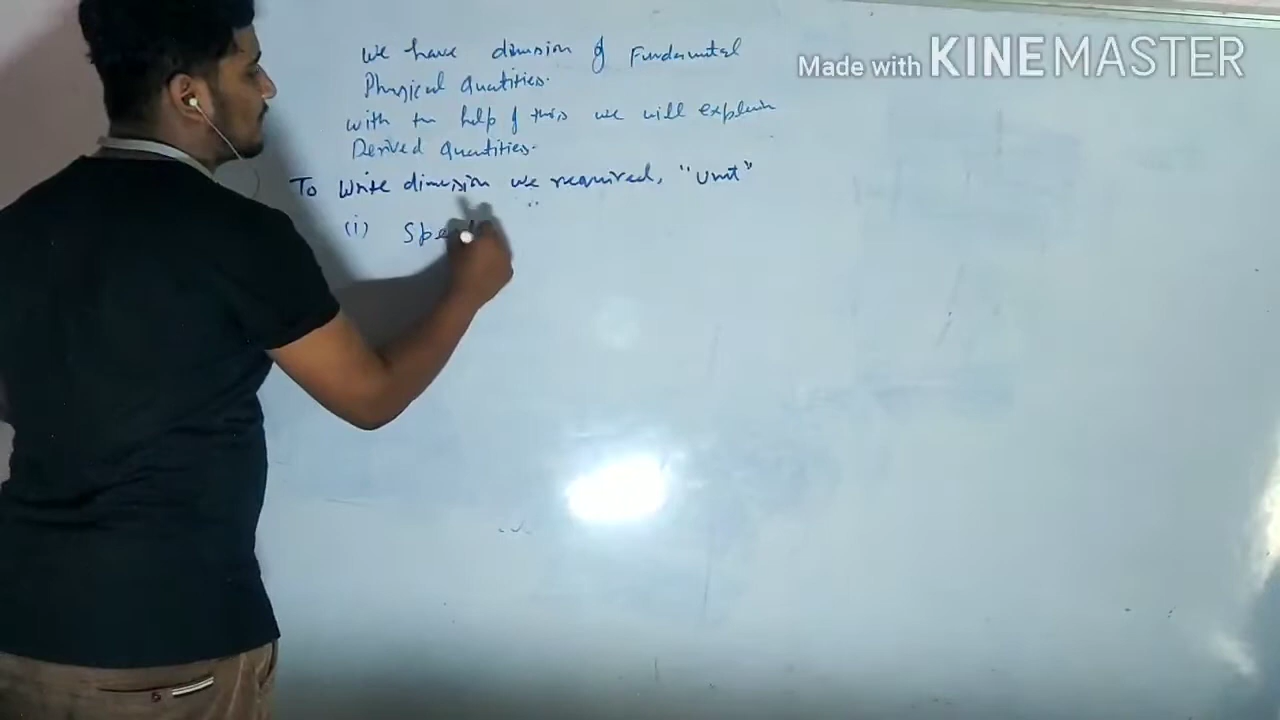 We have dimension of Fundamental
Physical Quantities.
with the help of this we will explain
Derived Quantities.
To Write dimension we required, "Unit"
(i) Spee
Made with KINEMASTER